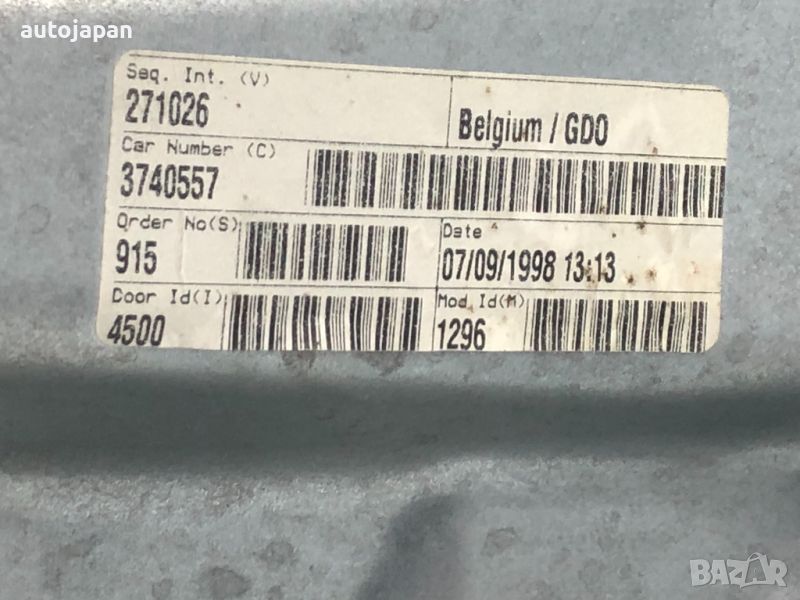 autojapan
Seq. Int. (V)
271026
Belgium / GDO
Car Number (C)
3740557
Order No(S)
915
Date
07/09/1998 13:13
Door Id(I)
4500
Mod Id(M)
1296
BAZAR